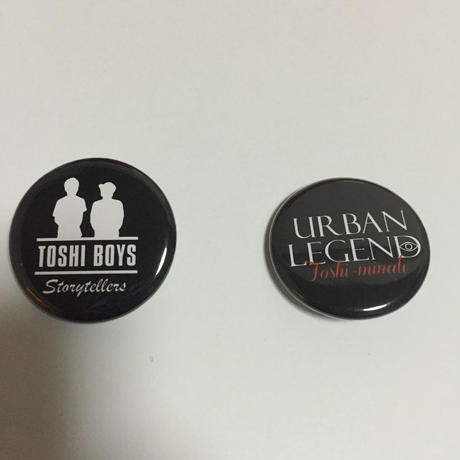 TOSHI BOYS
Storytellers
URBAN
LEGEND
Toshi-minati